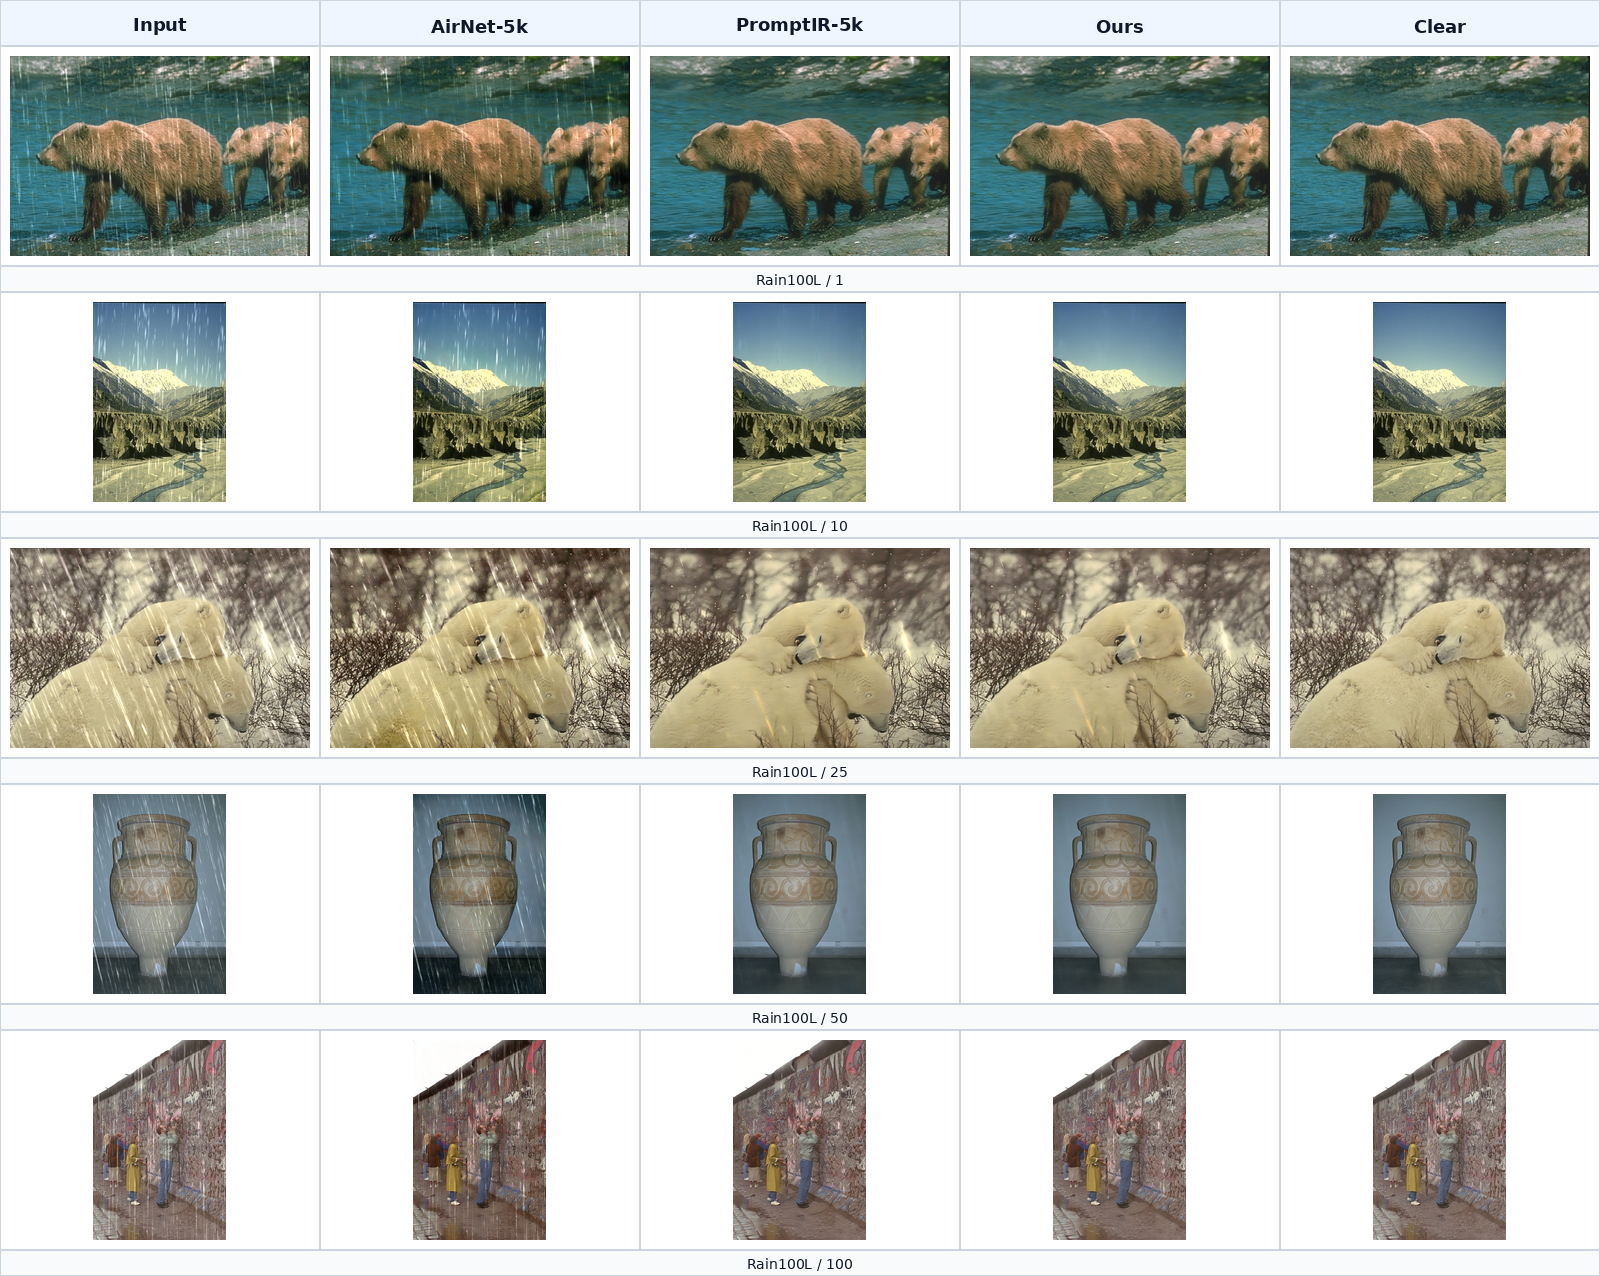 Input AirNet-5k PromptIR-5k Ours Clear
Rain100L / 1
Rain100L / 10
Rain100L / 25
Rain100L / 50
Rain100L / 100